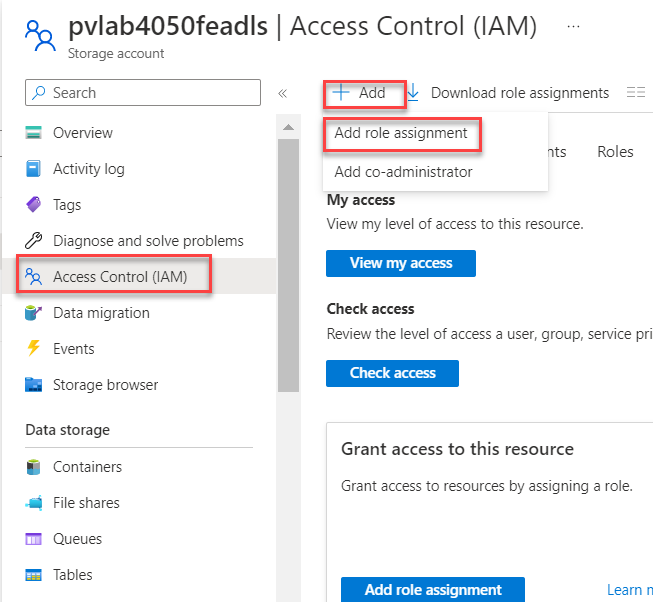 pvlab4050feadls | Access Control (IAM) ...
Storage account
Search
«
Overview
Activity log
Tags
Diagnose and solve problems
Access Control (IAM)
Data migration
Events
Storage browser
Data storage
Containers
File shares
Queues
Tables
+ Add
Download role assignments
Add role assignment
Add co-administrator
nts
Roles
My access
View my level of access to this resource.
View my access
Check access
Review the level of access a user, group, service pri
Check access
Grant access to this resource
Grant access to resources by assigning a role.
Add role assignment
Learn m